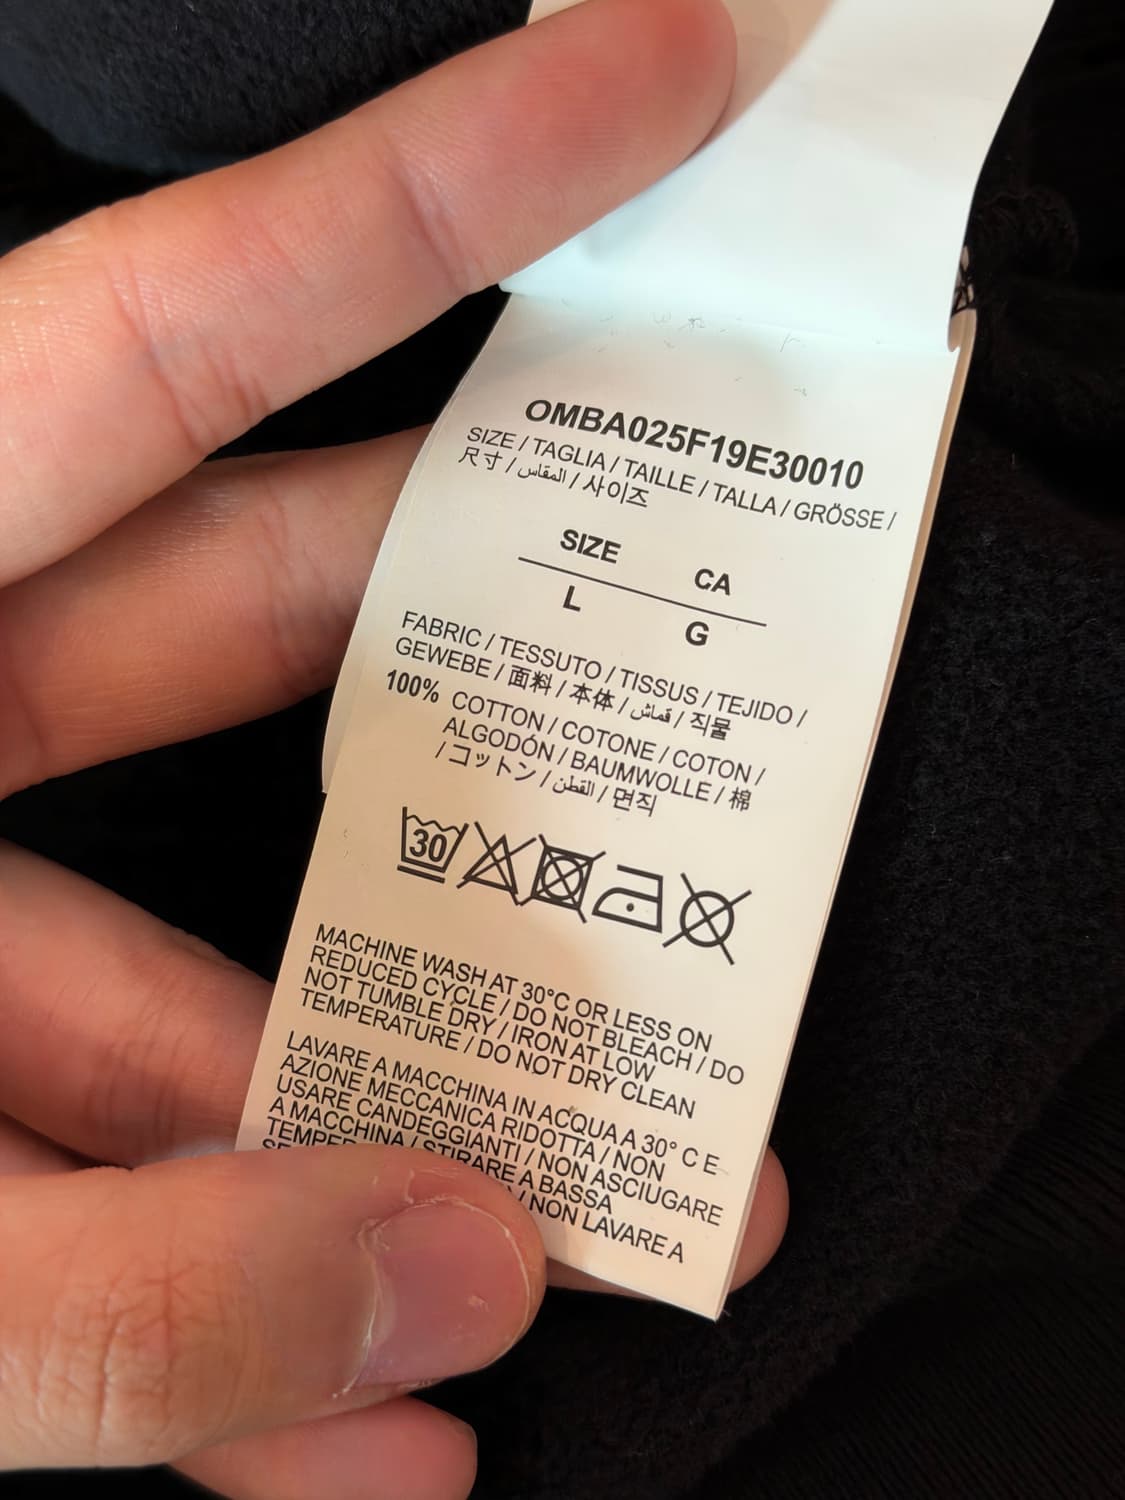 OMBA025F19E30010
SIZE / TAGLIA / TAILLE / TALLA / GRÖSSE /
尺寸 / المقاس / 사이즈
SIZE CA
L G
FABRIC / TESSUTO / TISSUS / TEJIDO /
GEWEBE / 面料 / 本体 / قماش / 직물
100% COTTON / COTONE / COTON /
ALGODÓN / BAUMWOLLE / 棉
/ コットン / القطن / 면직
30
MACHINE WASH AT 30°C OR LESS ON
REDUCED CYCLE / DO NOT BLEACH / DO
NOT TUMBLE DRY / IRON AT LOW
TEMPERATURE / DO NOT DRY CLEAN
LAVARE A MACCHINA IN ACQUA A 30° C E
AZIONE MECCANICA RIDOTTA / NON
USARE CANDEGGIANTI / NON ASCIUGARE
A MACCHINA / STIRARE A BASSA
/ NON LAVARE A